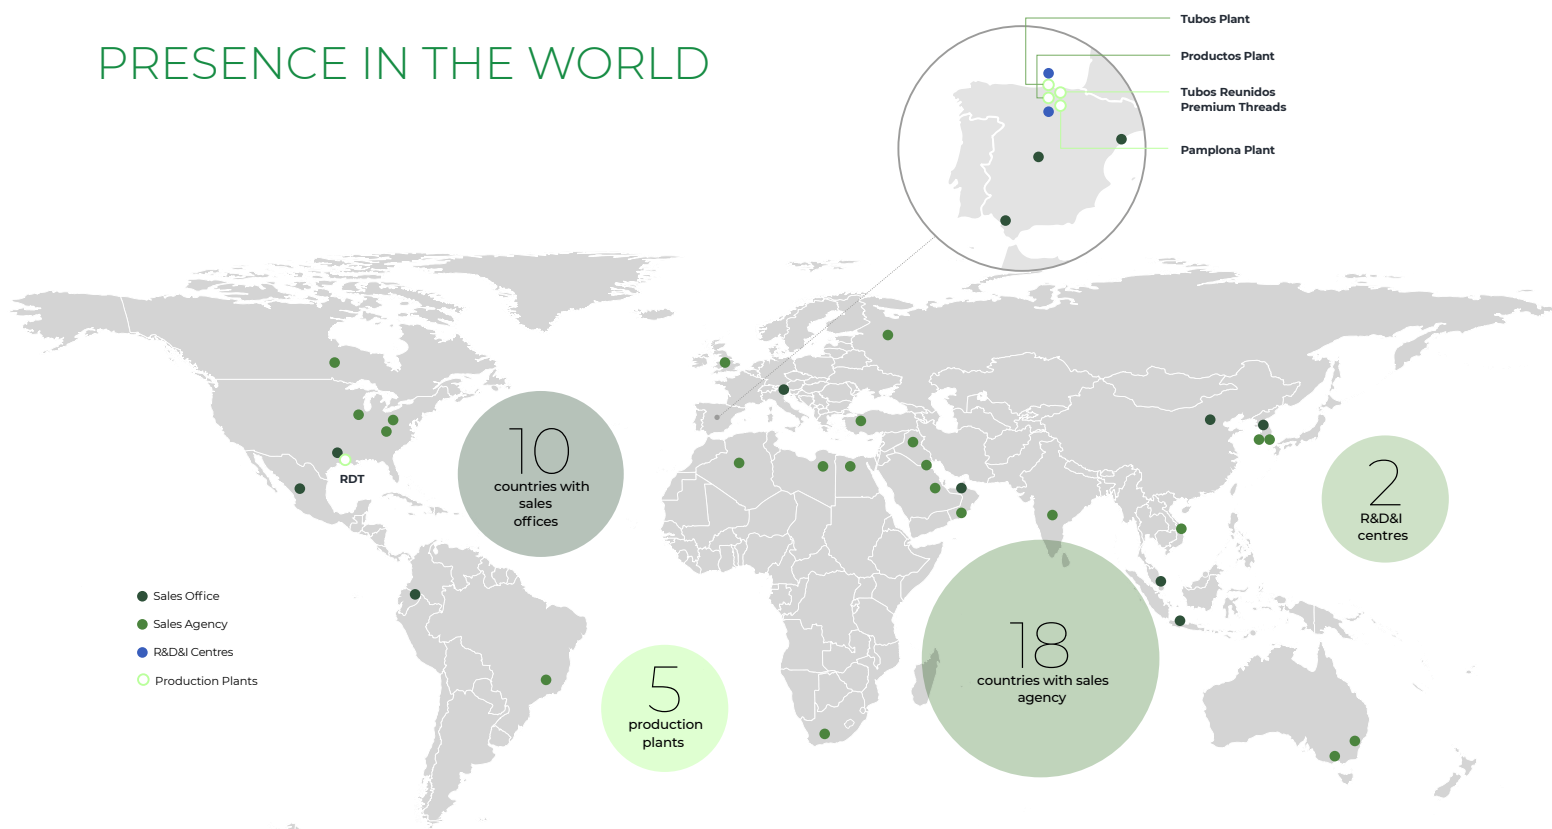 PRESENCE IN THE WORLD
Tubos Plant
Productos Plant
Tubos Reunidos
Premium Threads
Pamplona Plant
10
countries with
sales
offices
RDT
2
R&D&I
centres
Sales Office
Sales Agency
R&D&I Centres
Production Plants
5
production
plants
18
countries with sales
agency